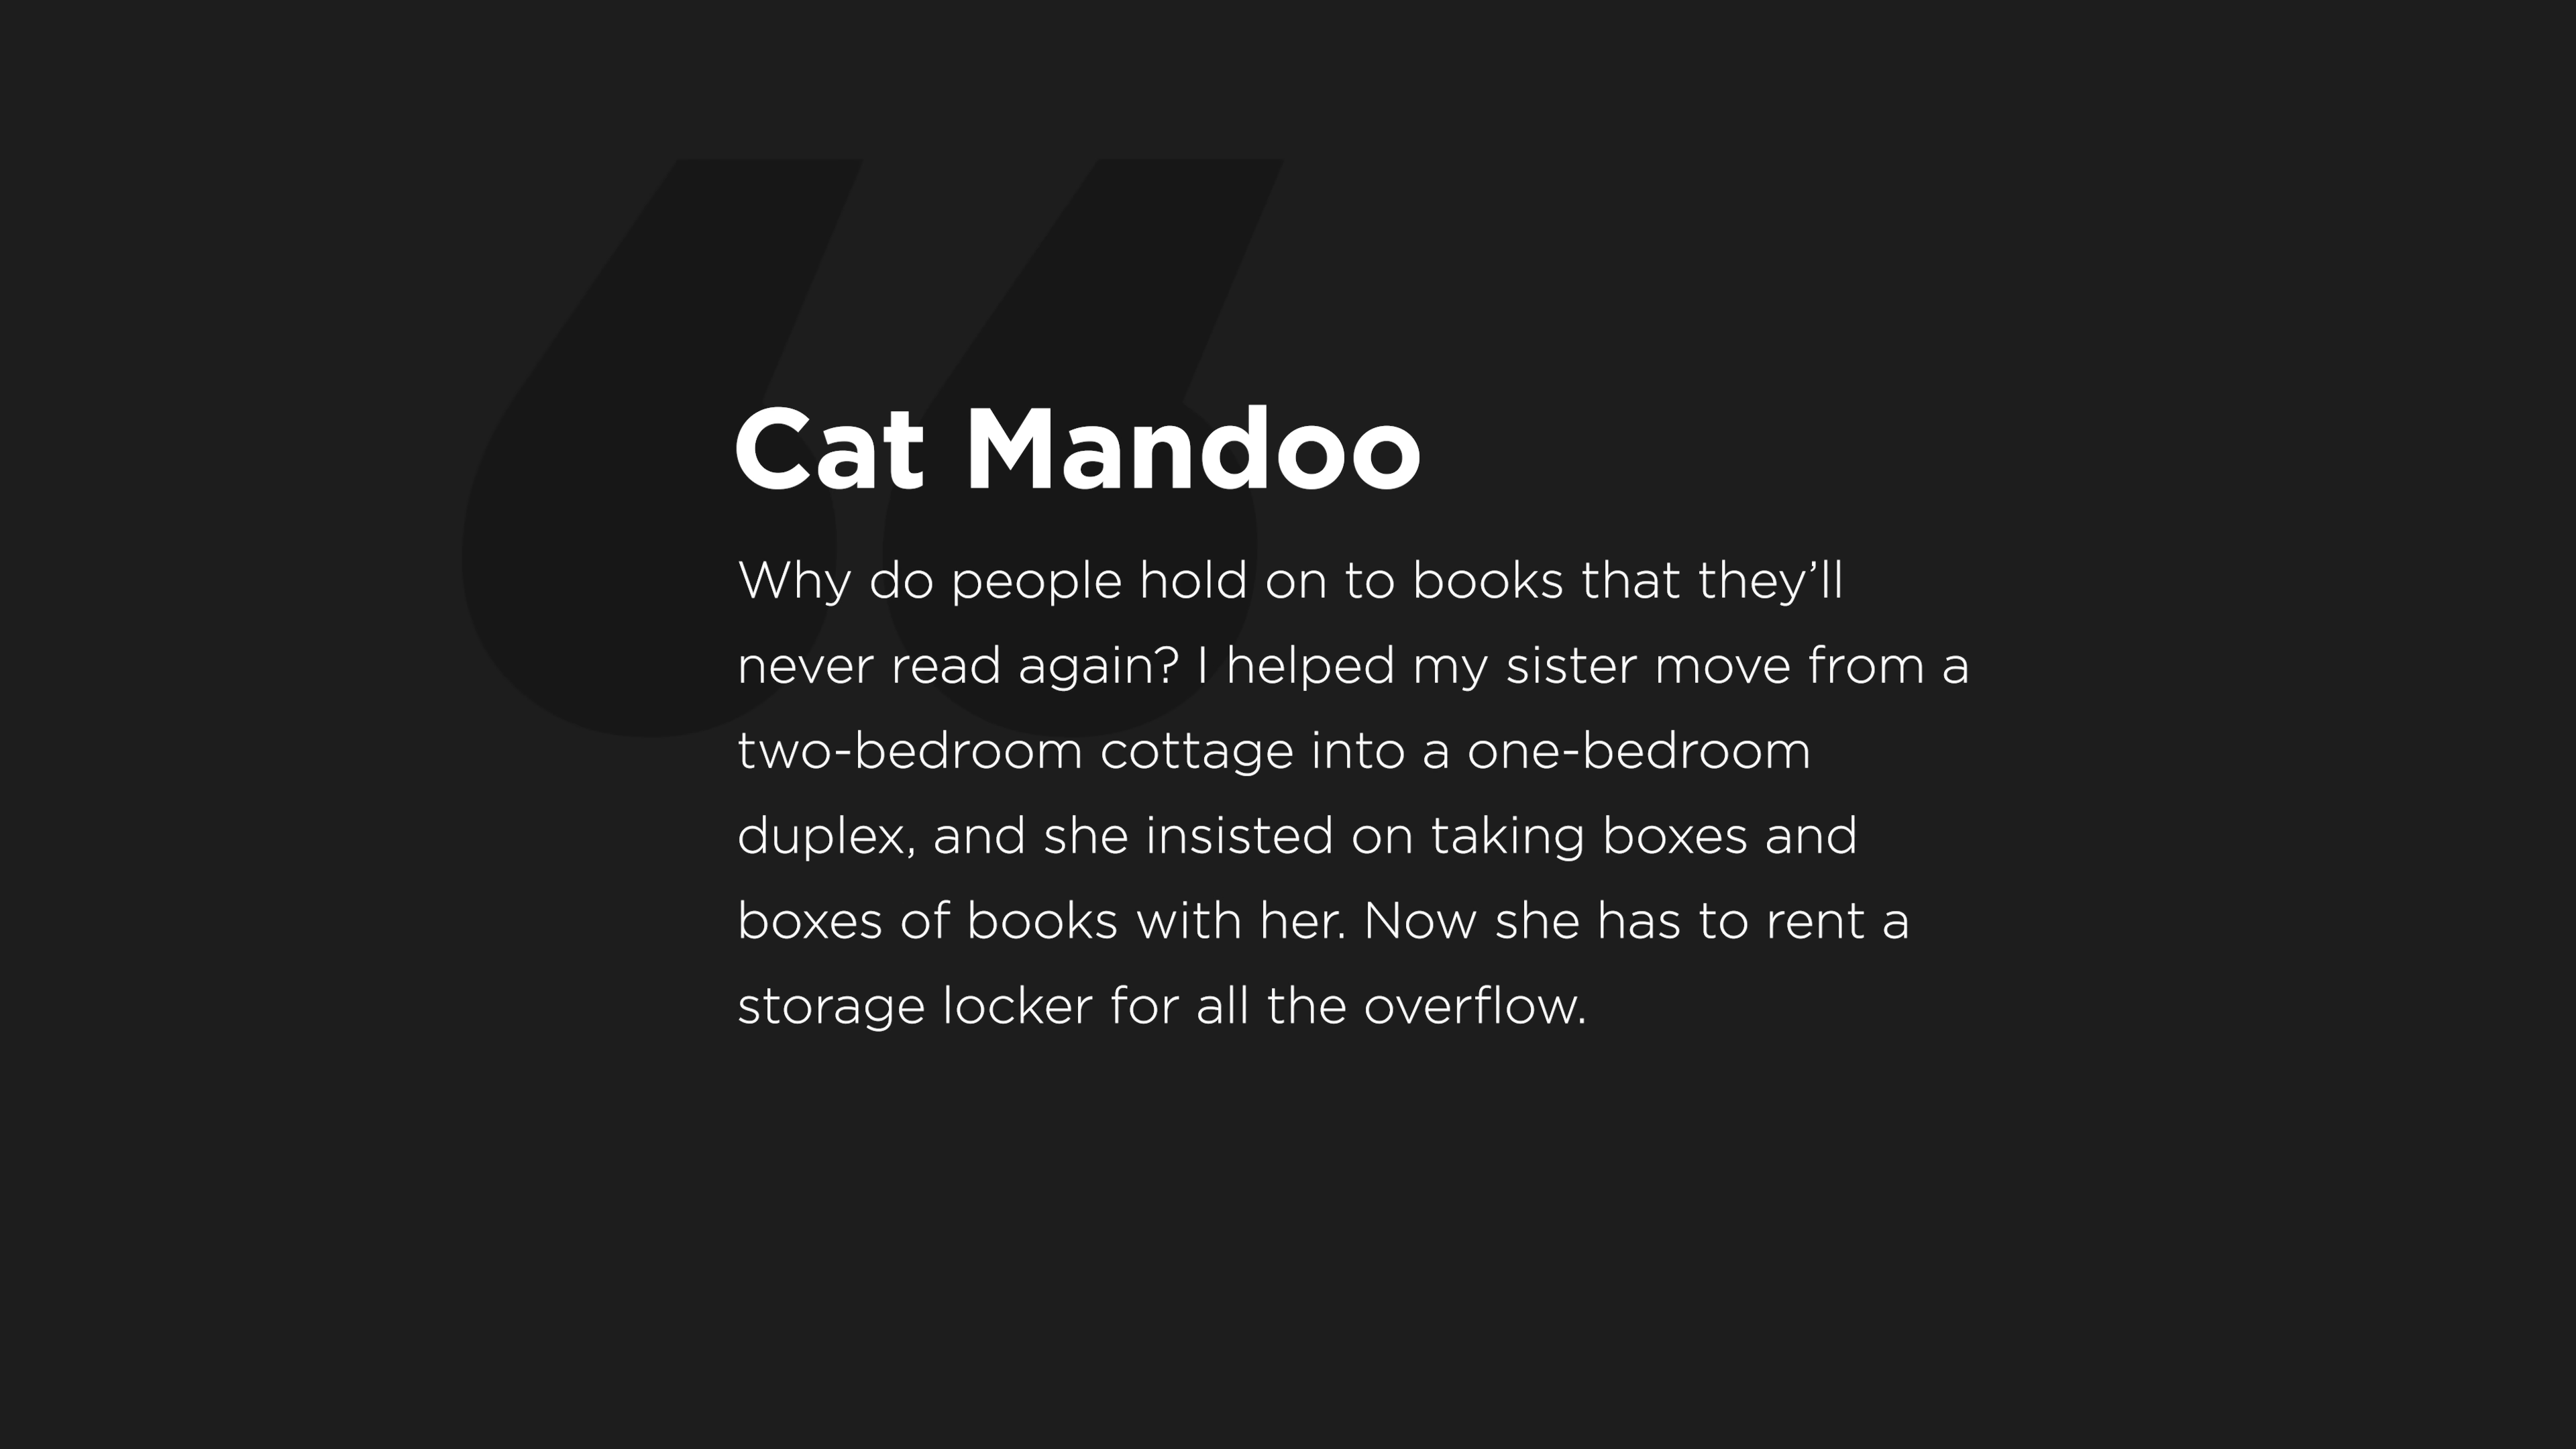 Cat Mandoo
Why do people hold on to books that they’ll
never read again? I helped my sister move from a
two-bedroom cottage into a one-bedroom
duplex, and she insisted on taking boxes and
boxes of books with her. Now she has to rent a
storage locker for all the overflow.